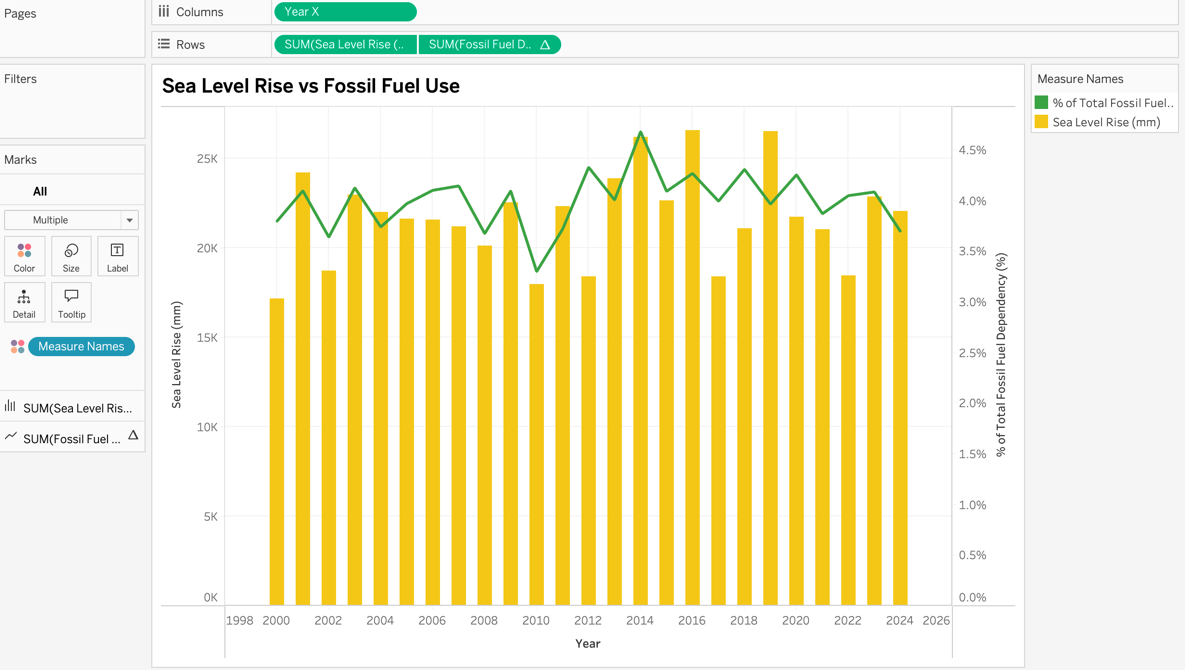 Pages
Columns
Year X
Rows
SUM(Sea Level Rise (..
SUM(Fossil Fuel D..
Filters
Marks
All
Multiple
Color
Size
Label
Detail
Tooltip
Measure Names
SUM(Sea Level Ris...
SUM(Fossil Fuel ...
Sea Level Rise vs Fossil Fuel Use
25K
20K
15K
10K
5K
0K
Sea Level Rise (mm)
4.5%
4.0%
3.5%
3.0%
2.5%
2.0%
1.5%
1.0%
0.5%
0.0%
% of Total Fossil Fuel Dependency (%)
1998 2000 2002 2004 2006 2008 2010 2012 2014 2016 2018 2020 2022 2024 2026
Year
Measure Names
% of Total Fossil Fuel..
Sea Level Rise (mm)